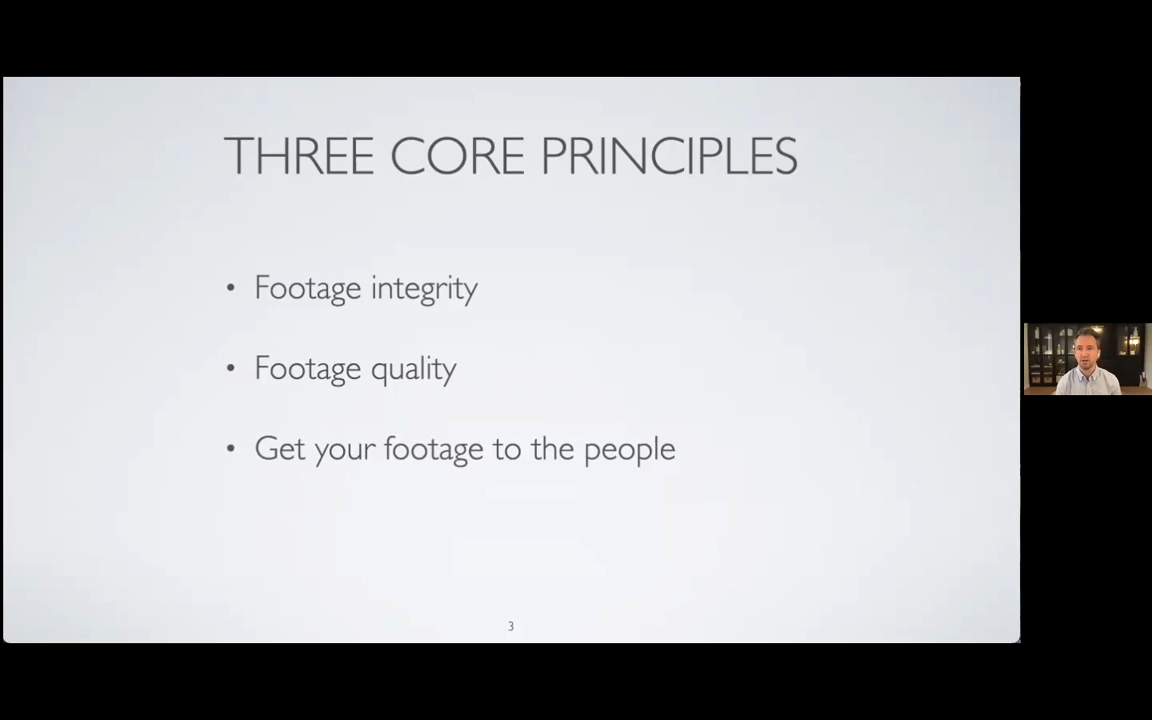 THREE CORE PRINCIPLES
• Footage integrity
• Footage quality
• Get your footage to the people
3